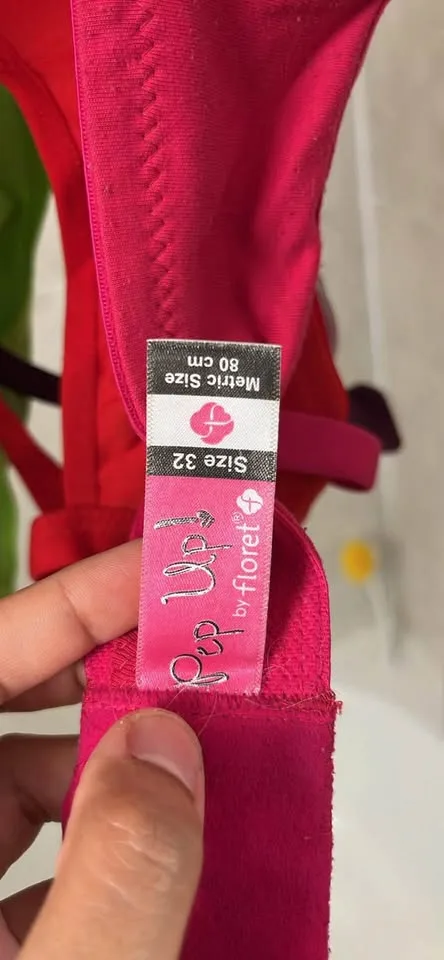 Pep Up!
by floret®
Size 32
Metric Size
80 cm